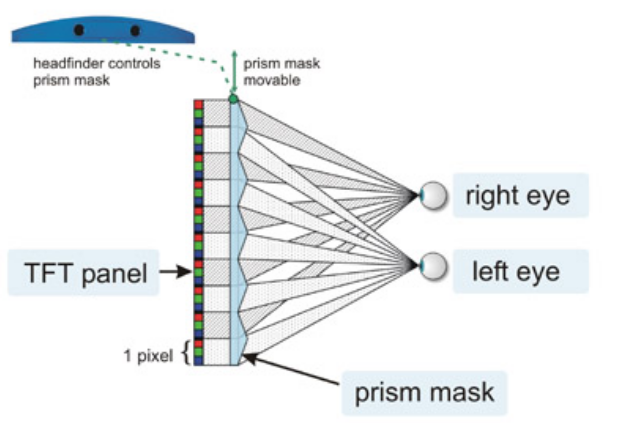 headfinder controls
prism mask
prism mask
movable
right eye
TFT panel
left eye
1 pixel {
prism mask